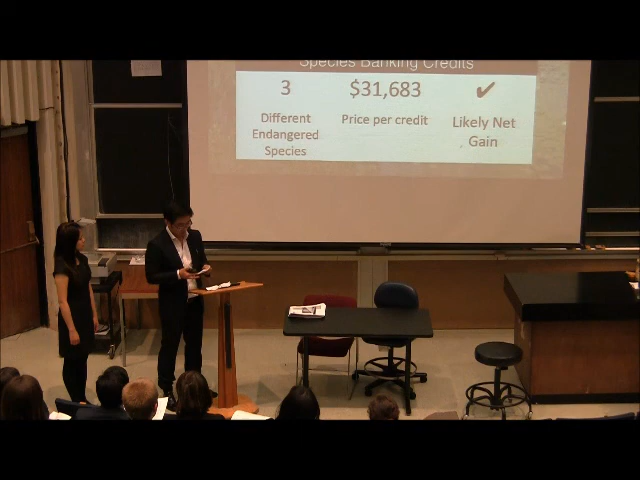 Species Banking Credits
3 $31,683 ✔
Different Price per credit Likely Net
Endangered Gain
Species